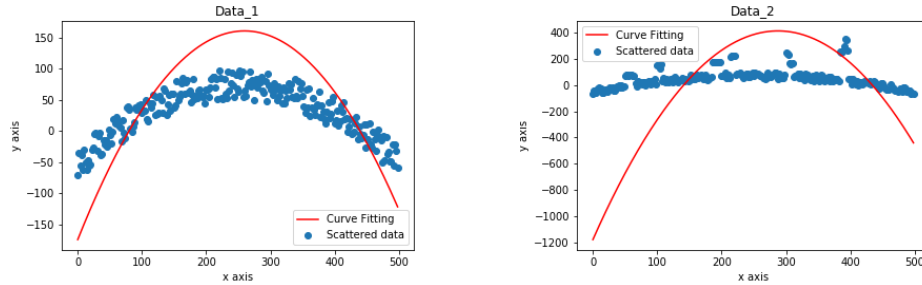 Data_1
150
100
50
0
−50
−100
−150
y axis
0
100
200
300
400
500
x axis
Curve Fitting
Scattered data
Data_2
400
200
0
−200
−400
−600
−800
−1000
−1200
y axis
0
100
200
300
400
500
x axis
Curve Fitting
Scattered data